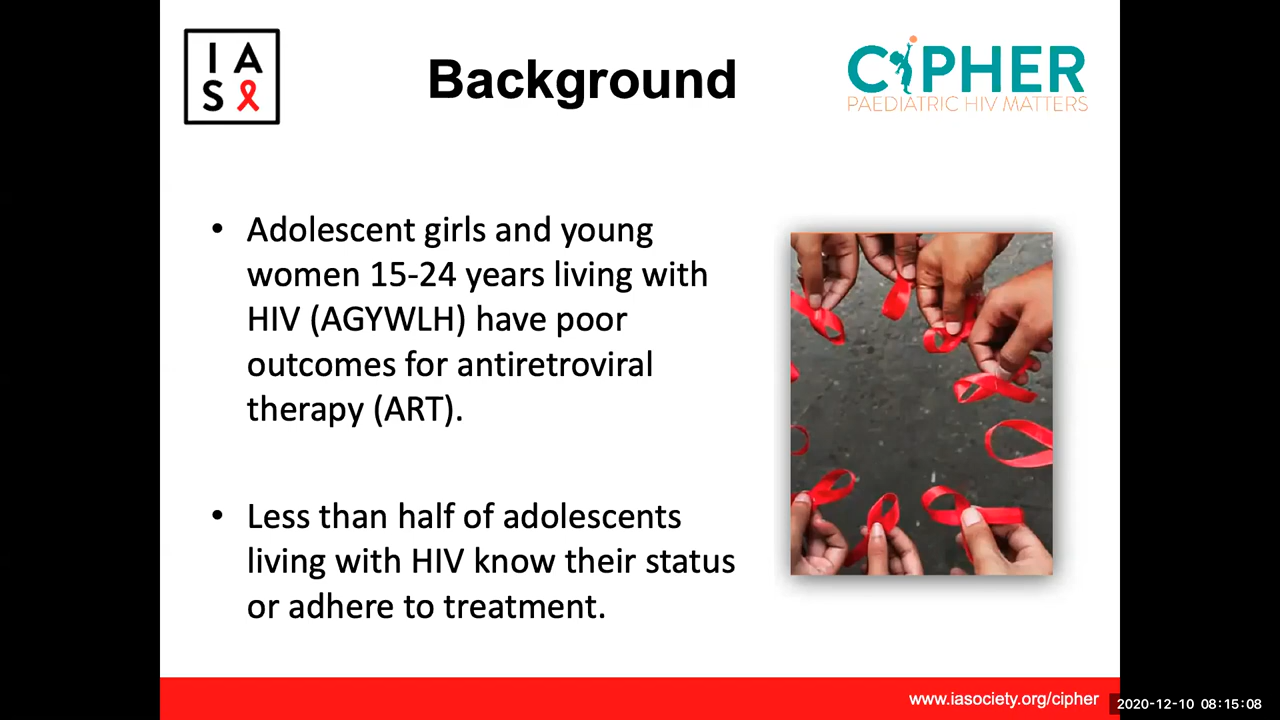 IA
S
Background
CIPHER
PAEDIATRIC HIV MATTERS
• Adolescent girls and young
women 15-24 years living with
HIV (AGYWLH) have poor
outcomes for antiretroviral
therapy (ART).
• Less than half of adolescents
living with HIV know their status
or adhere to treatment.
www.iasociety.org/cipher
2020-12-10 08:15:08